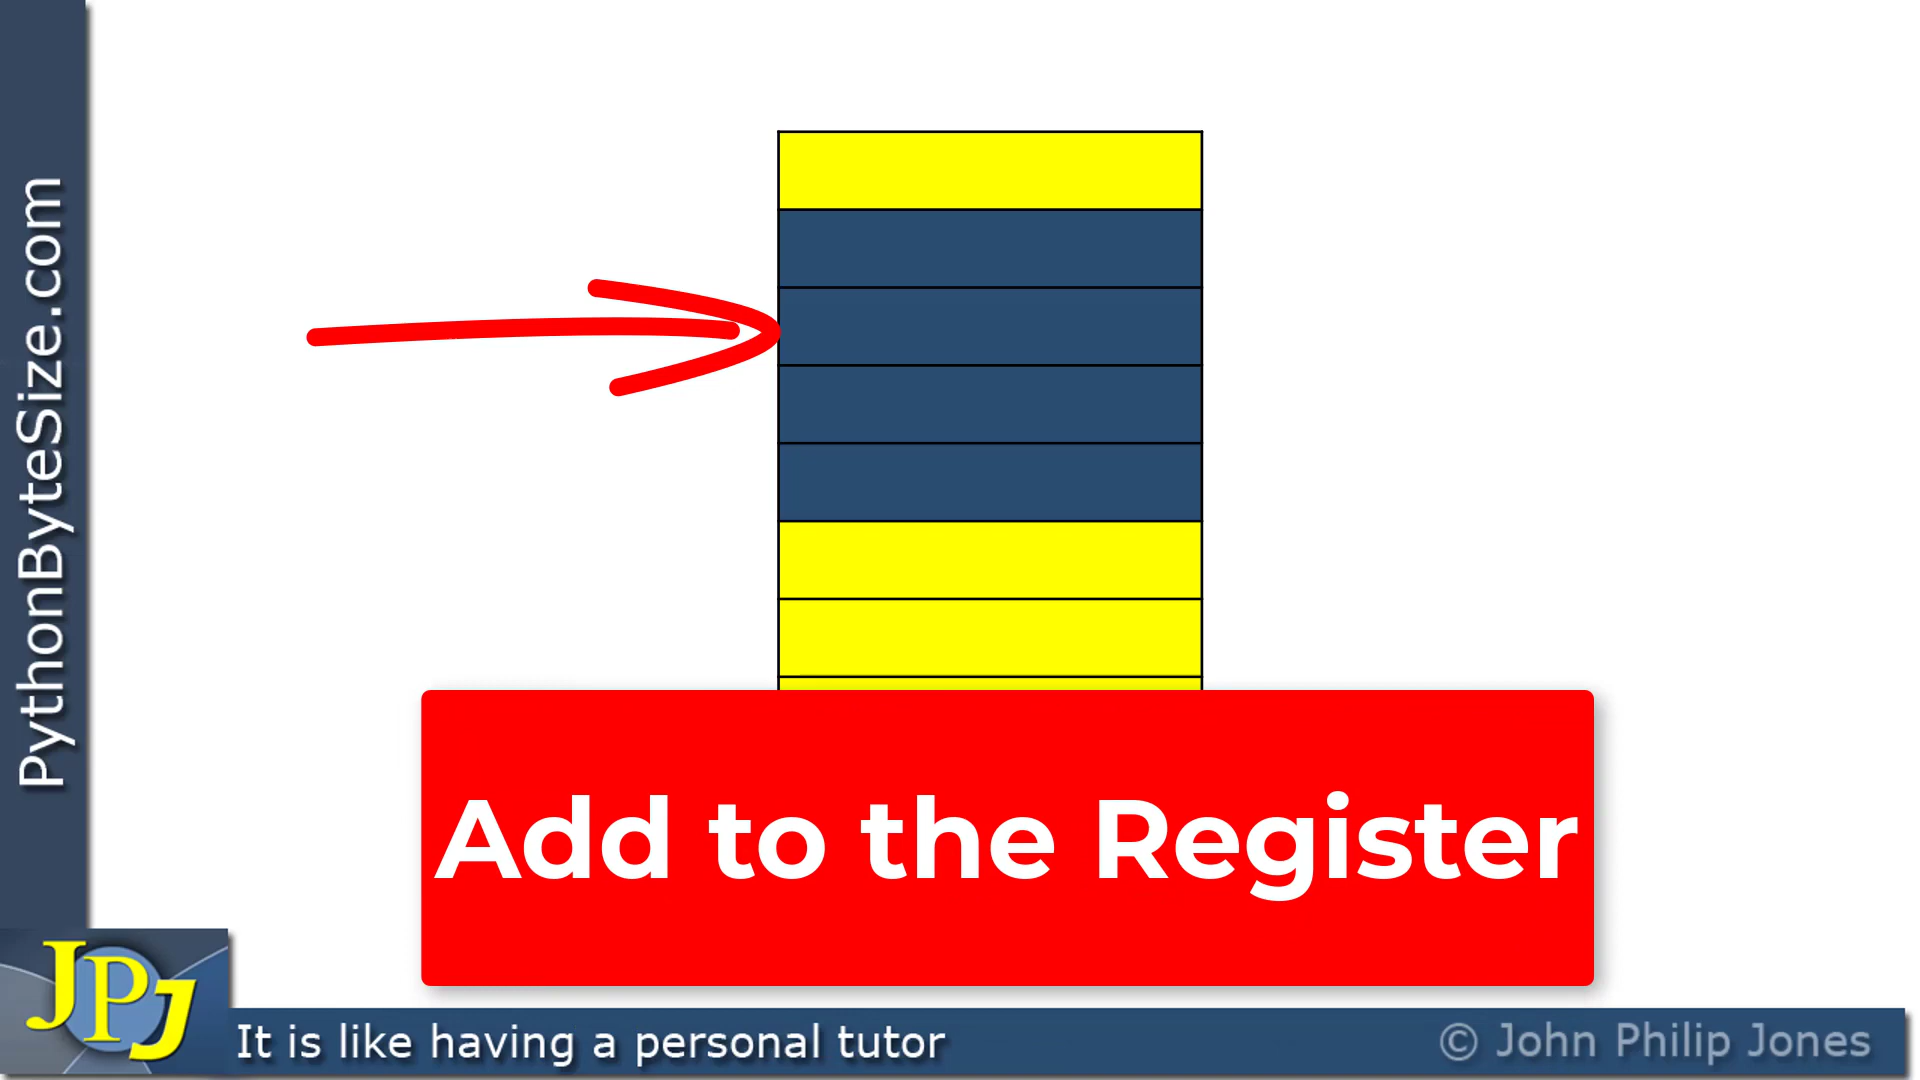 PythonByteSize.com
Add to the Register
JPJ
It is like having a personal tutor
© John Philip Jones